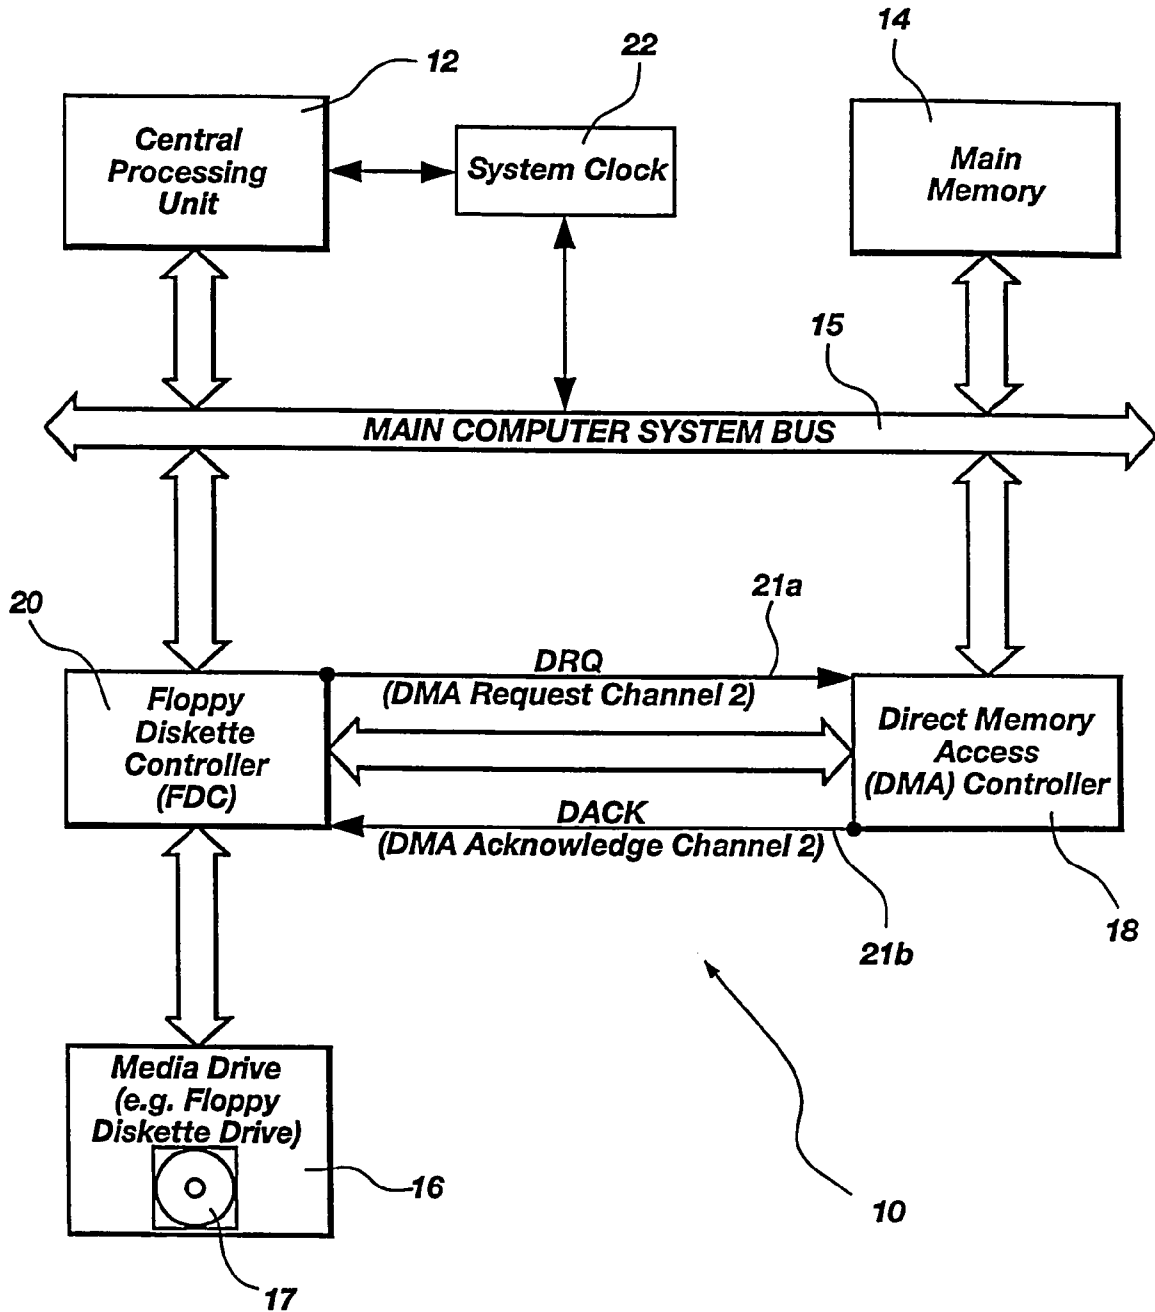 14
22
12
Central
Processing
Unit
System Clock
Main
Memory
15
MAIN COMPUTER SYSTEM BUS
21a
20
DRQ
(DMA Request Channel 2)
Floppy
Diskette
Controller
(FDC)
Direct Memory
Access
(DMA) Controller
DACK
(DMA Acknowledge Channel 2)
18
21b
Media Drive
(e.g. Floppy
Diskette Drive)
16
10
17